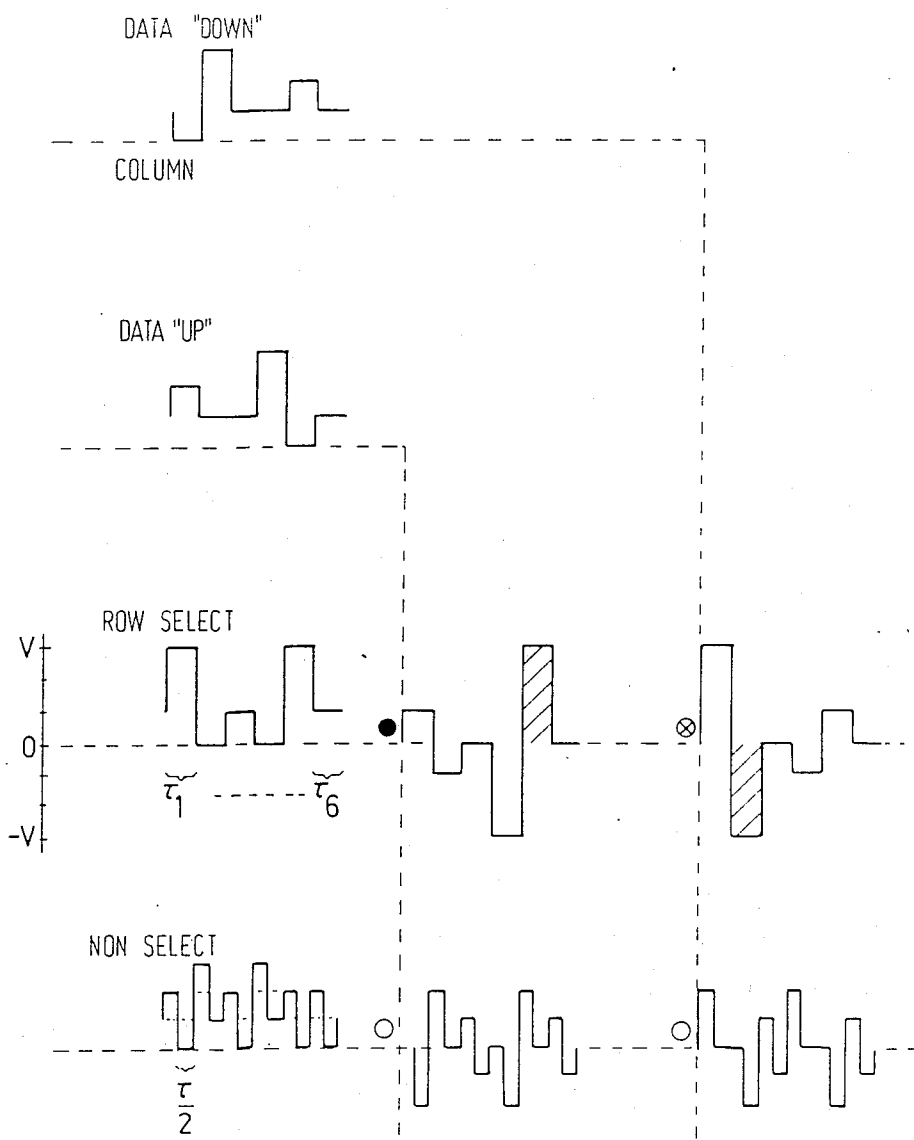 DATA "DOWN"
COLUMN
DATA "UP"
ROW SELECT
V
0
-V
τ1 τ6
NON SELECT
τ/2